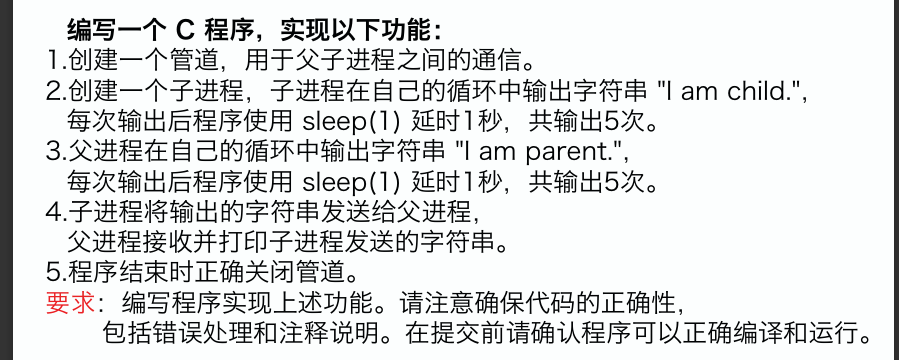 编写一个 C 程序，实现以下功能：
1.创建一个管道，用于父子进程之间的通信。
2.创建一个子进程，子进程在自己的循环中输出字符串 "I am child.",
每次输出后程序使用 sleep(1) 延时1秒，共输出5次。
3.父进程在自己的循环中输出字符串 "I am parent.",
每次输出后程序使用 sleep(1) 延时1秒，共输出5次。
4.子进程将输出的字符串发送给父进程，
父进程接收并打印子进程发送的字符串。
5.程序结束时正确关闭管道。
要求：编写程序实现上述功能。请注意确保代码的正确性，
包括错误处理和注释说明。在提交前请确认程序可以正确编译和运行。